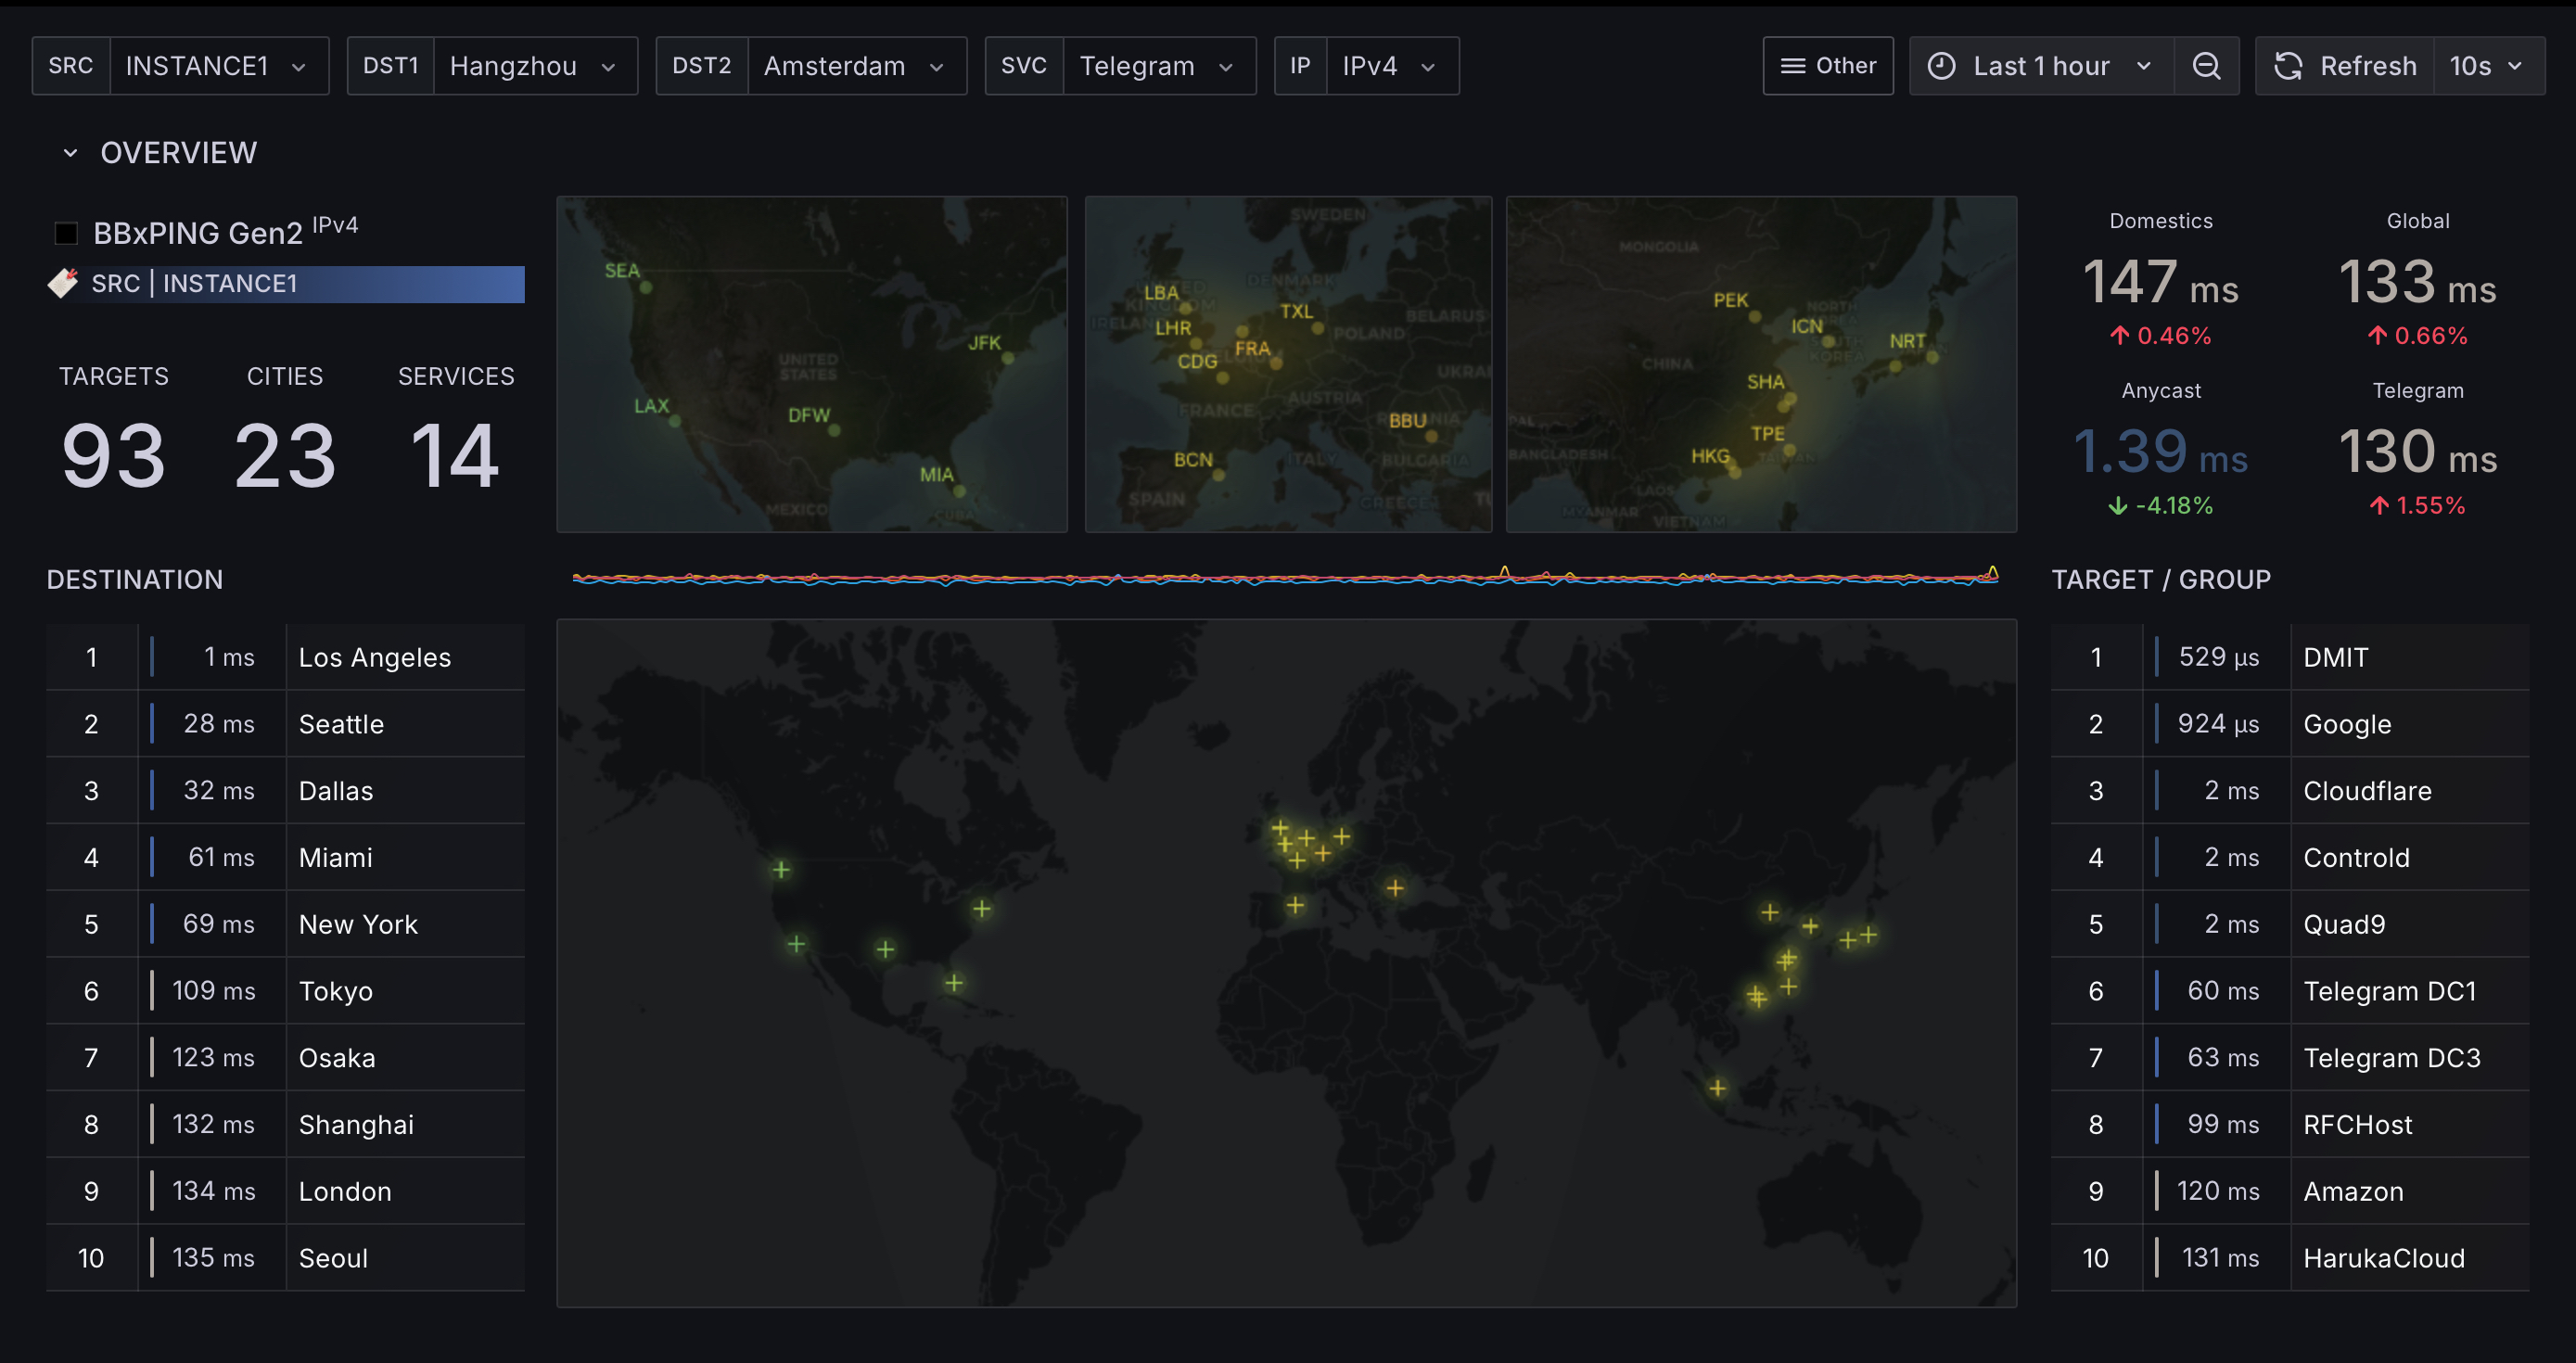 SRC INSTANCE1 DST1 Hangzhou DST2 Amsterdam SVC Telegram IP IPv4 Other Last 1 hour Refresh 10s
OVERVIEW
BBxPING Gen2 IPv4
SRC | INSTANCE1
TARGETS CITIES SERVICES
93 23 14
SEA
JFK
LAX
DFW
MIA
UNITED
STATES
MEXICO
CUBA
SWEDEN
DENMARK
UNITED
KINGDOM
LBA
IRELAND
LHR
TXL
BELARUS
POLAND
FRA
CDG
UKRAI
AUSTRIA
FRANCE
BBU
BCN
ITALY
BULGARIA
SPAIN
GREECE
TU
MONGOLIA
PEK
NORTH
KOREA
ICN
SOUTH
KOREA
NRT
CHINA
SHA
TPE
PAL
HKG
BANGLADESH
LAOS
MYANMAR
VIETNAM
Domestics Global
147 ms 133 ms
0.46% 0.66%
Anycast Telegram
1.39 ms 130 ms
-4.18% 1.55%
DESTINATION
1 1 ms Los Angeles
2 28 ms Seattle
3 32 ms Dallas
4 61 ms Miami
5 69 ms New York
6 109 ms Tokyo
7 123 ms Osaka
8 132 ms Shanghai
9 134 ms London
10 135 ms Seoul
TARGET / GROUP
1 529 µs DMIT
2 924 µs Google
3 2 ms Cloudflare
4 2 ms Controld
5 2 ms Quad9
6 60 ms Telegram DC1
7 63 ms Telegram DC3
8 99 ms RFCHost
9 120 ms Amazon
10 131 ms HarukaCloud